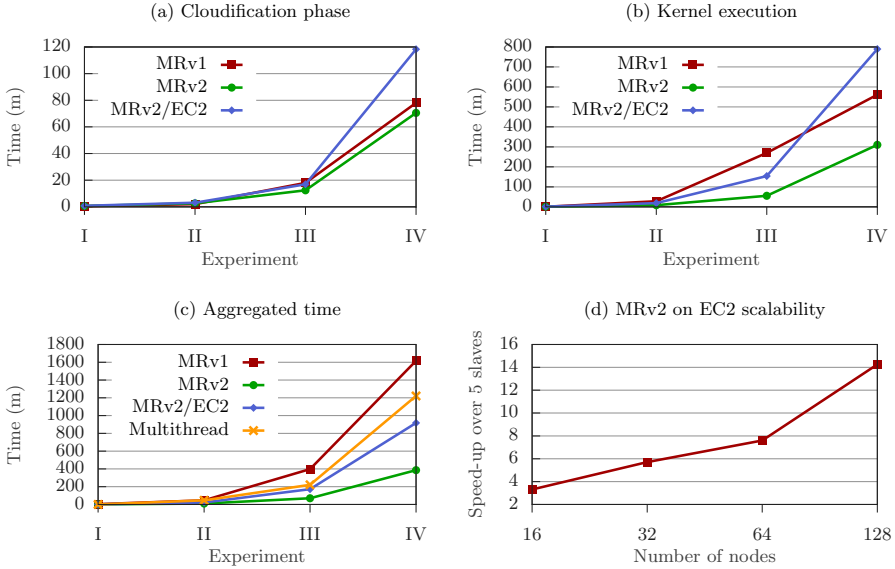 (a) Cloudification phase
120
100
80
60
40
20
0
Time (m)
MRv1
MRv2
MRv2/EC2
I II III IV
Experiment
(b) Kernel execution
800
700
600
500
400
300
200
100
0
Time (m)
MRv1
MRv2
MRv2/EC2
I II III IV
Experiment
(c) Aggregated time
1800
1600
1400
1200
1000
800
600
400
200
0
Time (m)
MRv1
MRv2
MRv2/EC2
Multithread
I II III IV
Experiment
(d) MRv2 on EC2 scalability
16
14
12
10
8
6
4
2
Speed-up over 5 slaves
16 32 64 128
Number of nodes